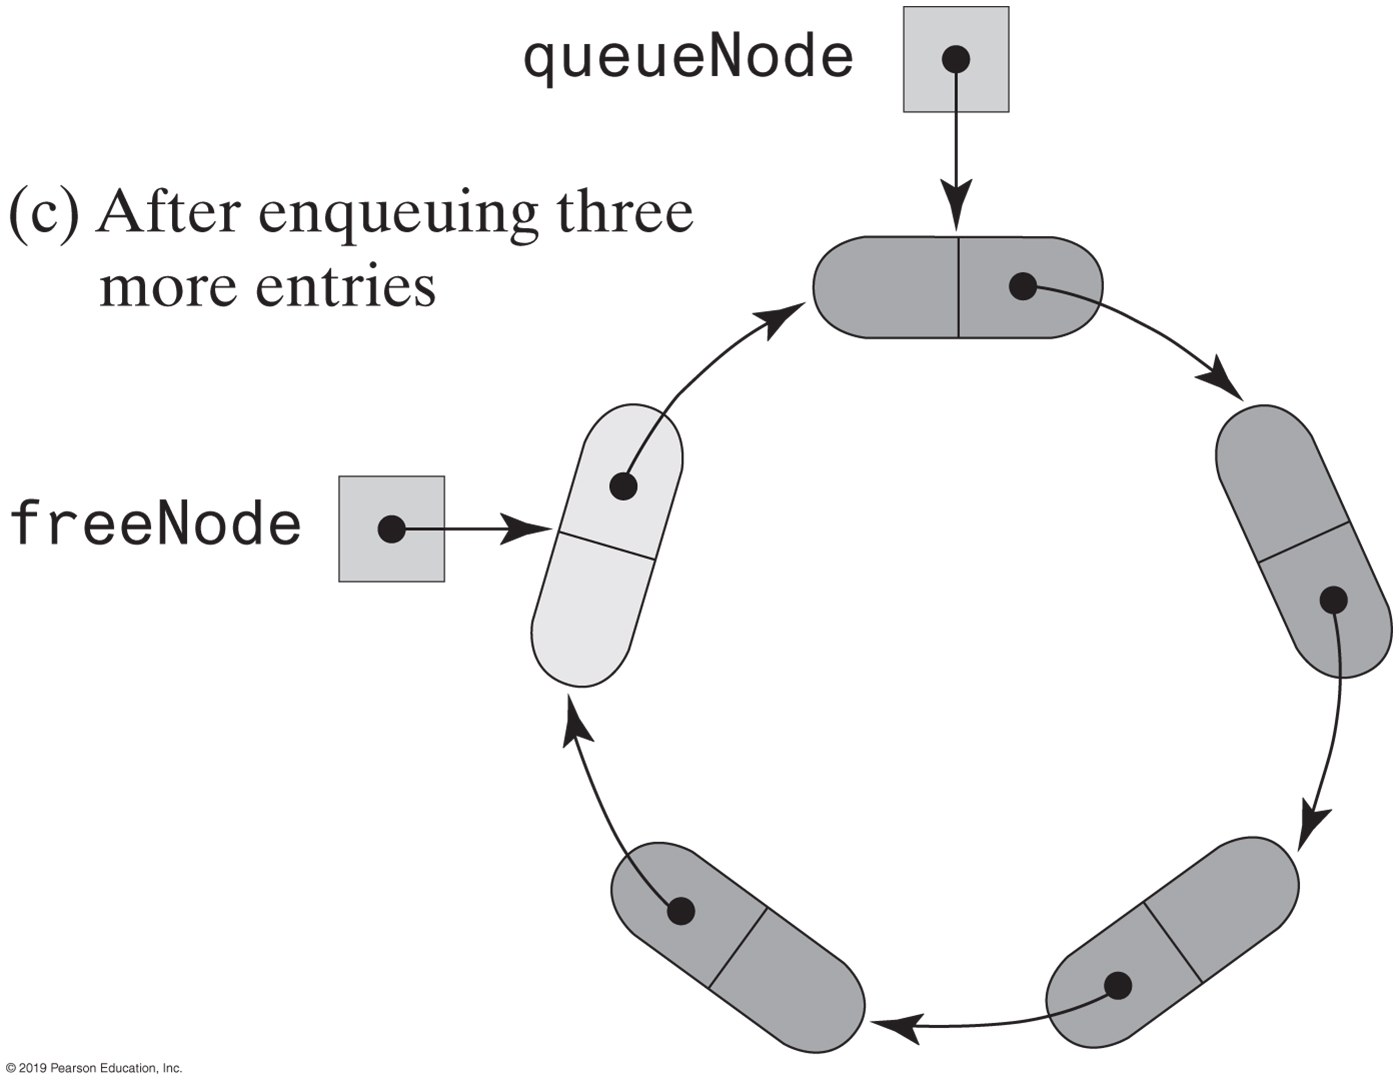 queueNode
(c) After enqueuing three
more entries
freeNode
© 2019 Pearson Education, Inc.